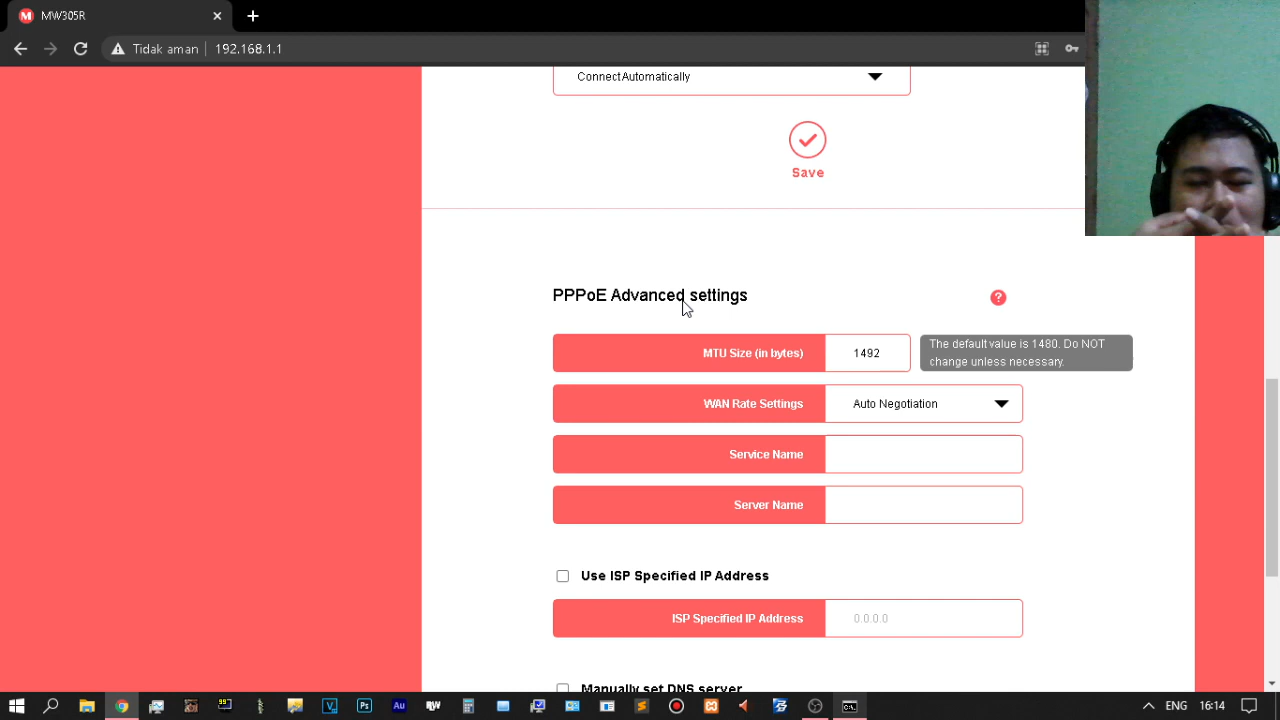 MW305R
Tidak aman
192.168.1.1
Connect Automatically
Save
PPPoE Advanced settings
?
MTU Size (in bytes)
1492
The default value is 1480. Do NOT
change unless necessary.
WAN Rate Settings
Auto Negotiation
Service Name
Server Name
Use ISP Specified IP Address
ISP Specified IP Address
0.0.0.0
Manually set DNS server
ENG
16:14